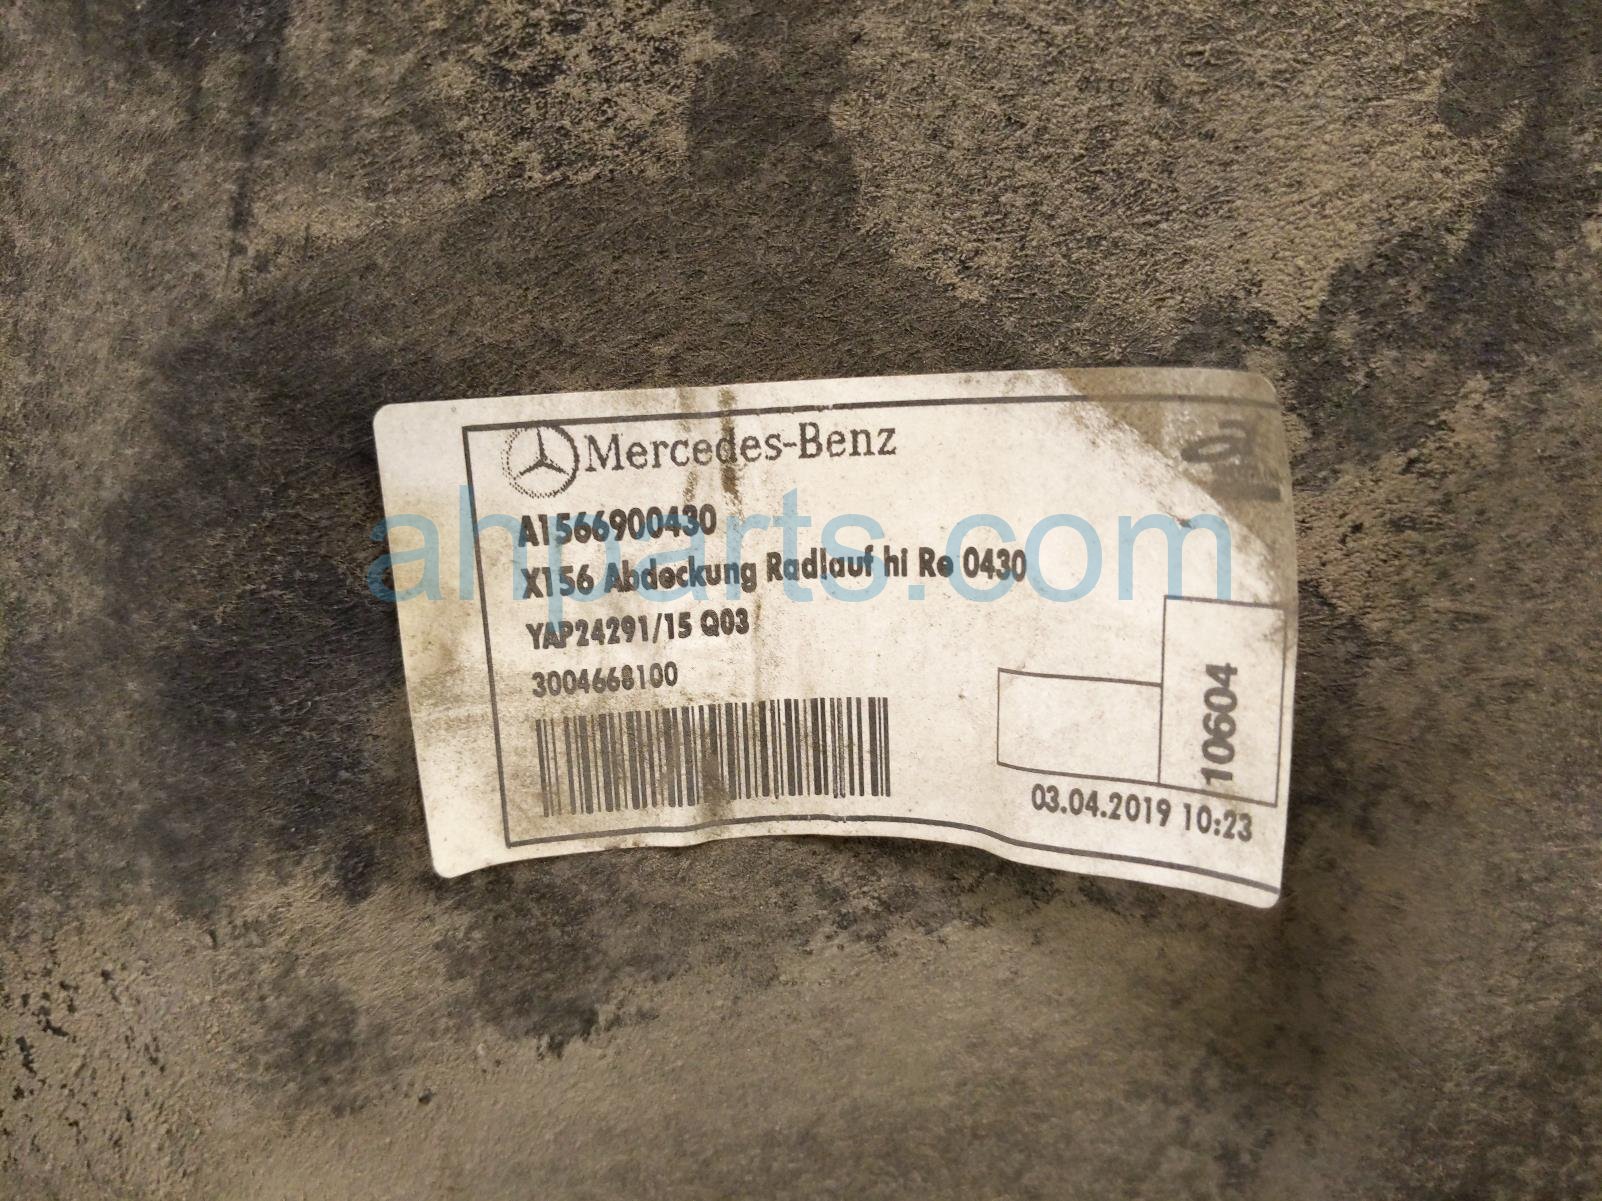 Mercedes-Benz
A1566900430
X156 Abdeckung Radlauf hi Re 0430
YAP24291/15 Q03
3004668100
10604
03.04.2019 10:23
ahparts.com